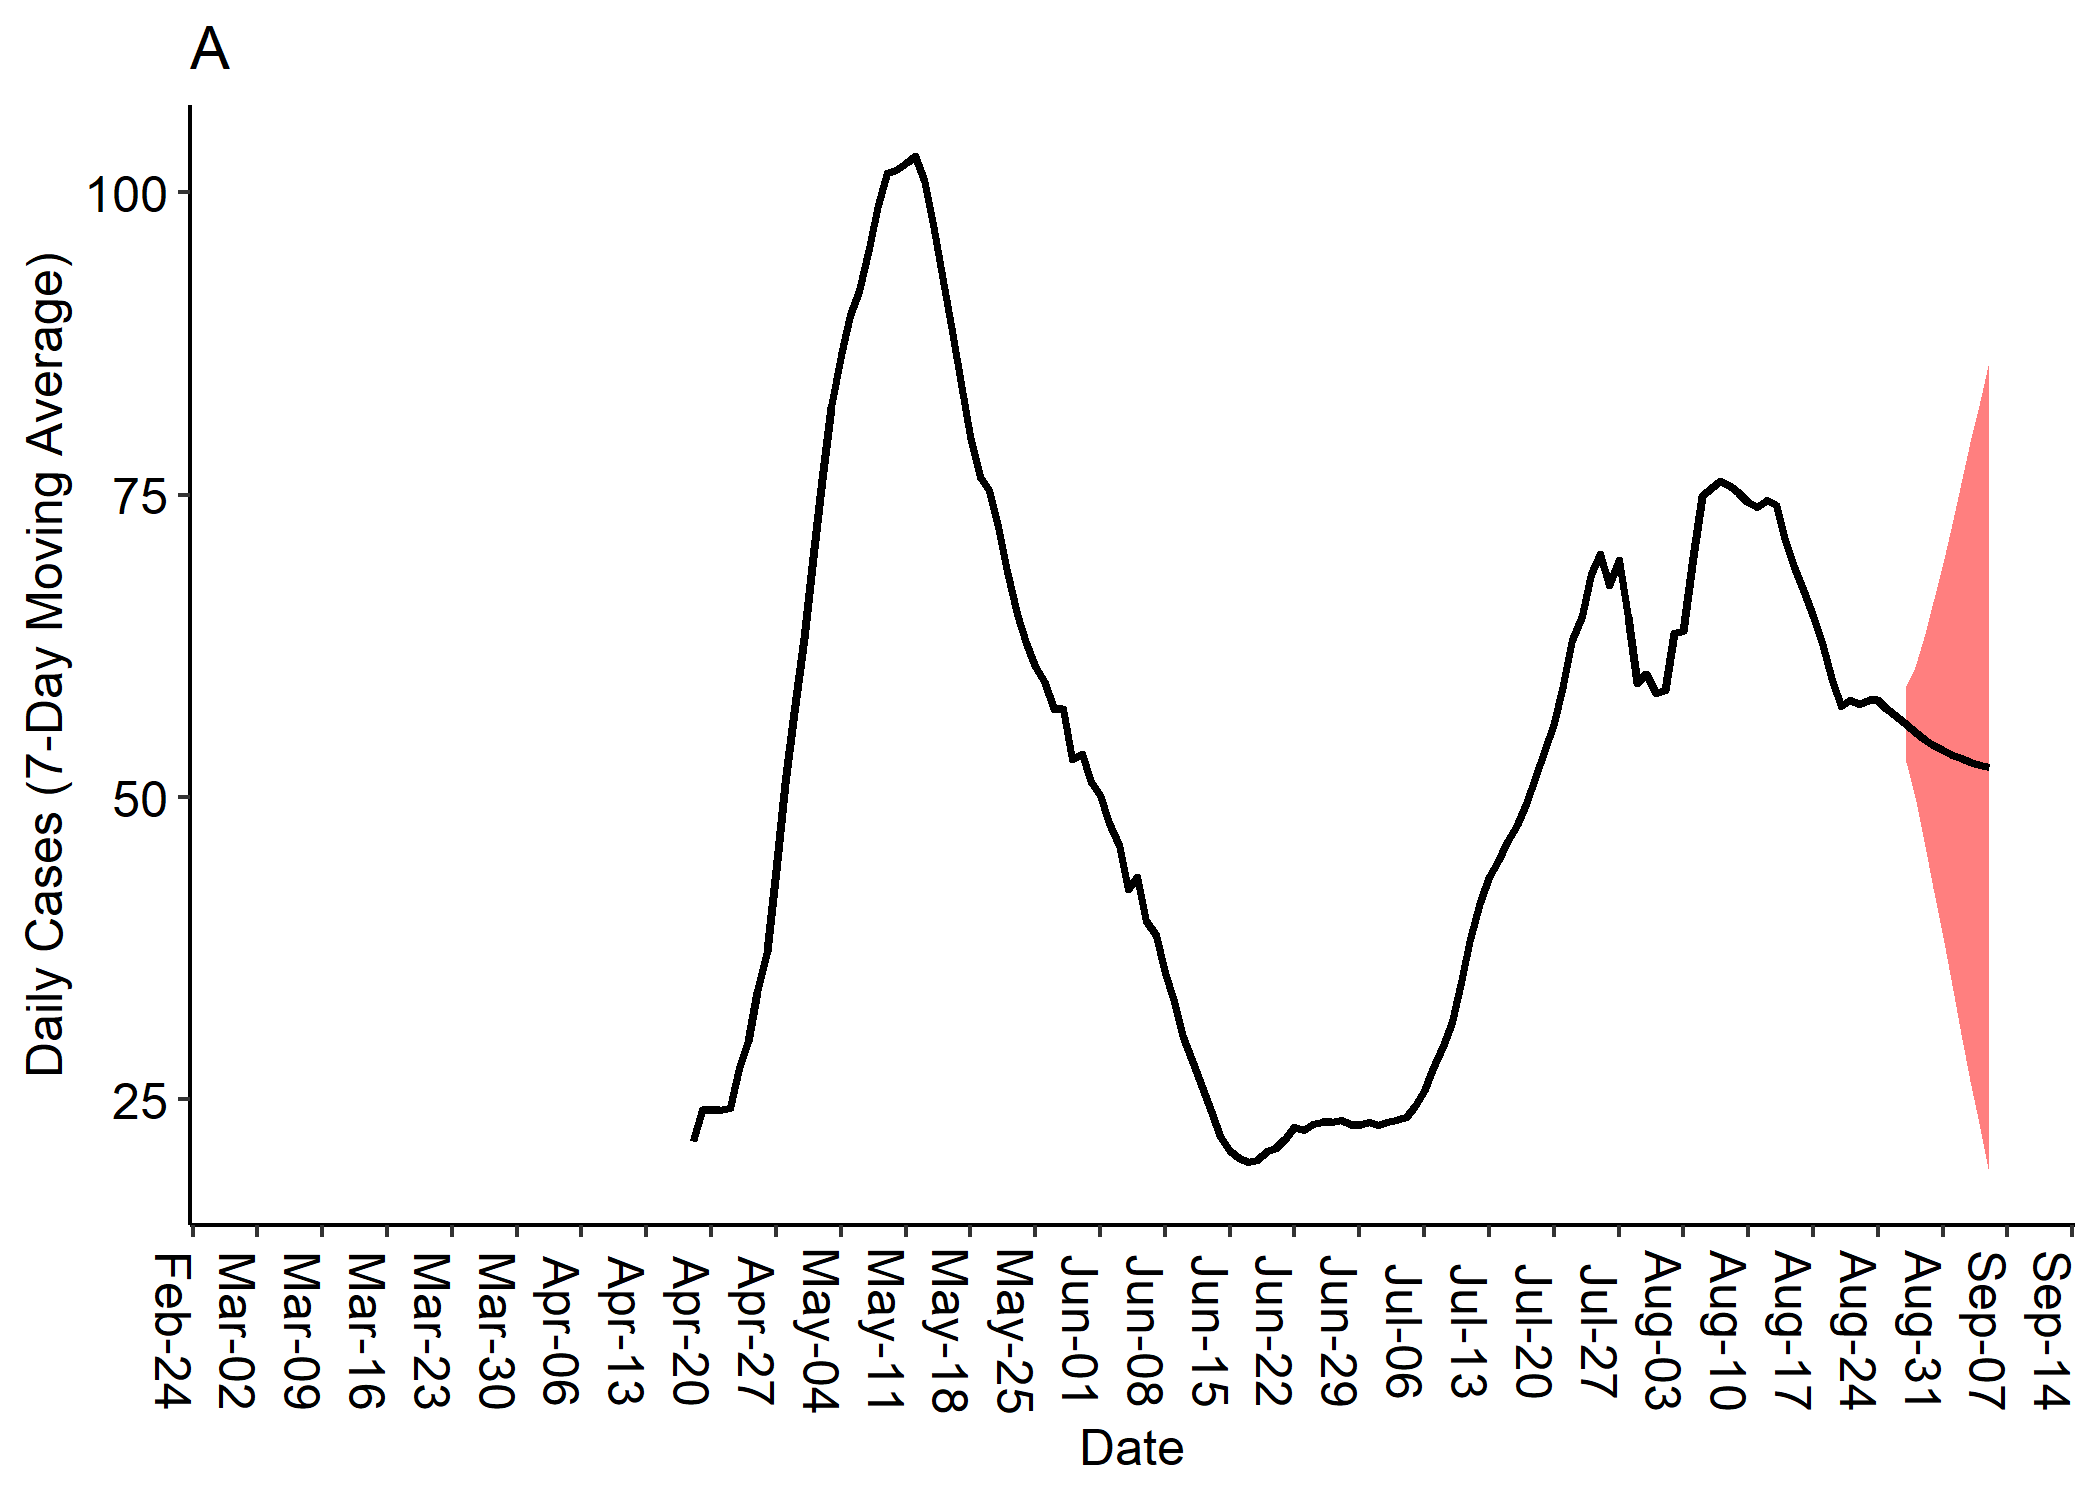 A
Daily Cases (7-Day Moving Average)
100
75
50
25
Feb-24
Mar-02
Mar-09
Mar-16
Mar-23
Mar-30
Apr-06
Apr-13
Apr-20
Apr-27
May-04
May-11
May-18
May-25
Jun-01
Jun-08
Jun-15
Jun-22
Jun-29
Jul-06
Jul-13
Jul-20
Jul-27
Aug-03
Aug-10
Aug-17
Aug-24
Aug-31
Sep-07
Sep-14
Date